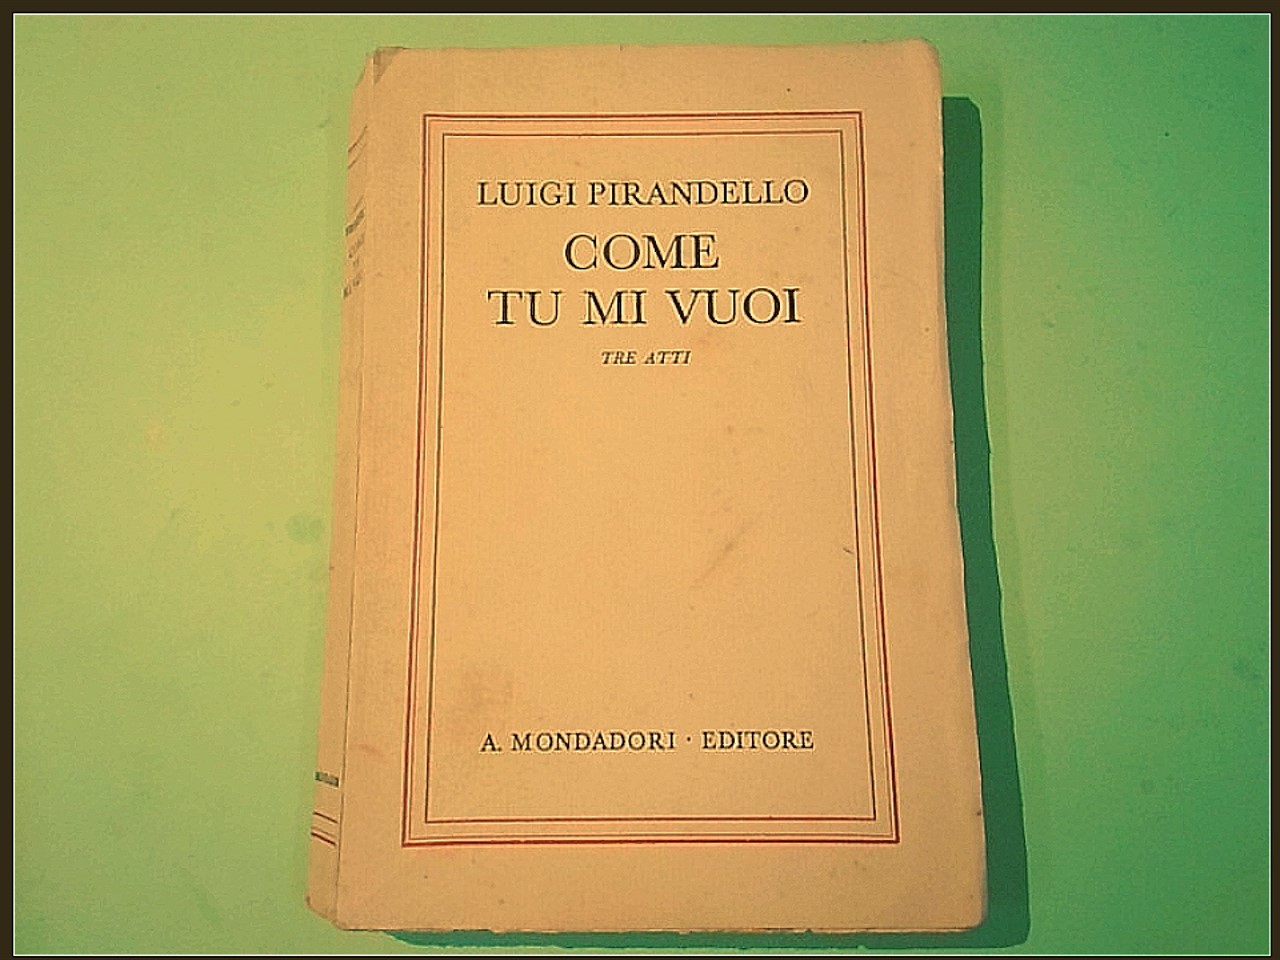 LUIGI PIRANDELLO
COME
TU MI VUOI
TRE ATTI
A. MONDADORI · EDITORE